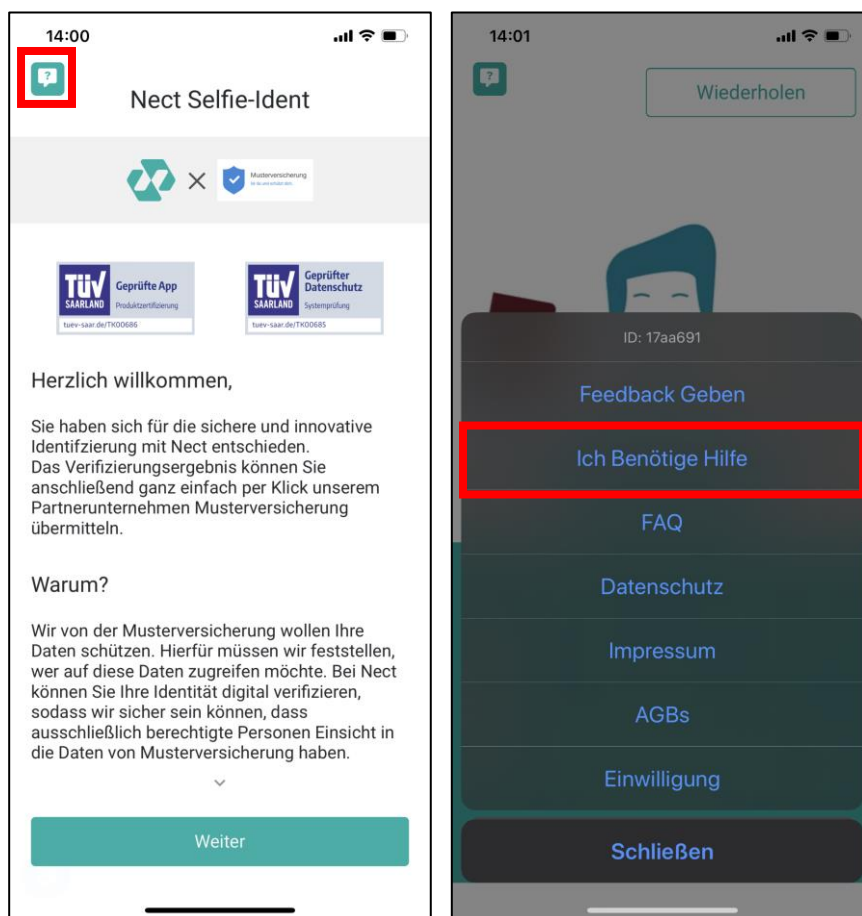 14:00
?
Nect Selfie-Ident
Musterversicherung
TÜV
SAARLAND
Geprüfte App
Produktzertifizierung
tuev-saar.de/TK00686
TÜV
SAARLAND
Geprüfter
Datenschutz
Systemprüfung
tuev-saar.de/TK00685
Herzlich willkommen,
Sie haben sich für die sichere und innovative
Identifzierung mit Nect entschieden.
Das Verifizierungsergebnis können Sie
anschließend ganz einfach per Klick unserem
Partnerunternehmen Musterversicherung
übermitteln.
Warum?
Wir von der Musterversicherung wollen Ihre
Daten schützen. Hierfür müssen wir feststellen,
wer auf diese Daten zugreifen möchte. Bei Nect
können Sie Ihre Identität digital verifizieren,
sodass wir sicher sein können, dass
ausschließlich berechtigte Personen Einsicht in
die Daten von Musterversicherung haben.
Weiter
14:01
?
Wiederholen
ID: 17aa691
Feedback Geben
Ich Benötige Hilfe
FAQ
Datenschutz
Impressum
AGBs
Einwilligung
Schließen